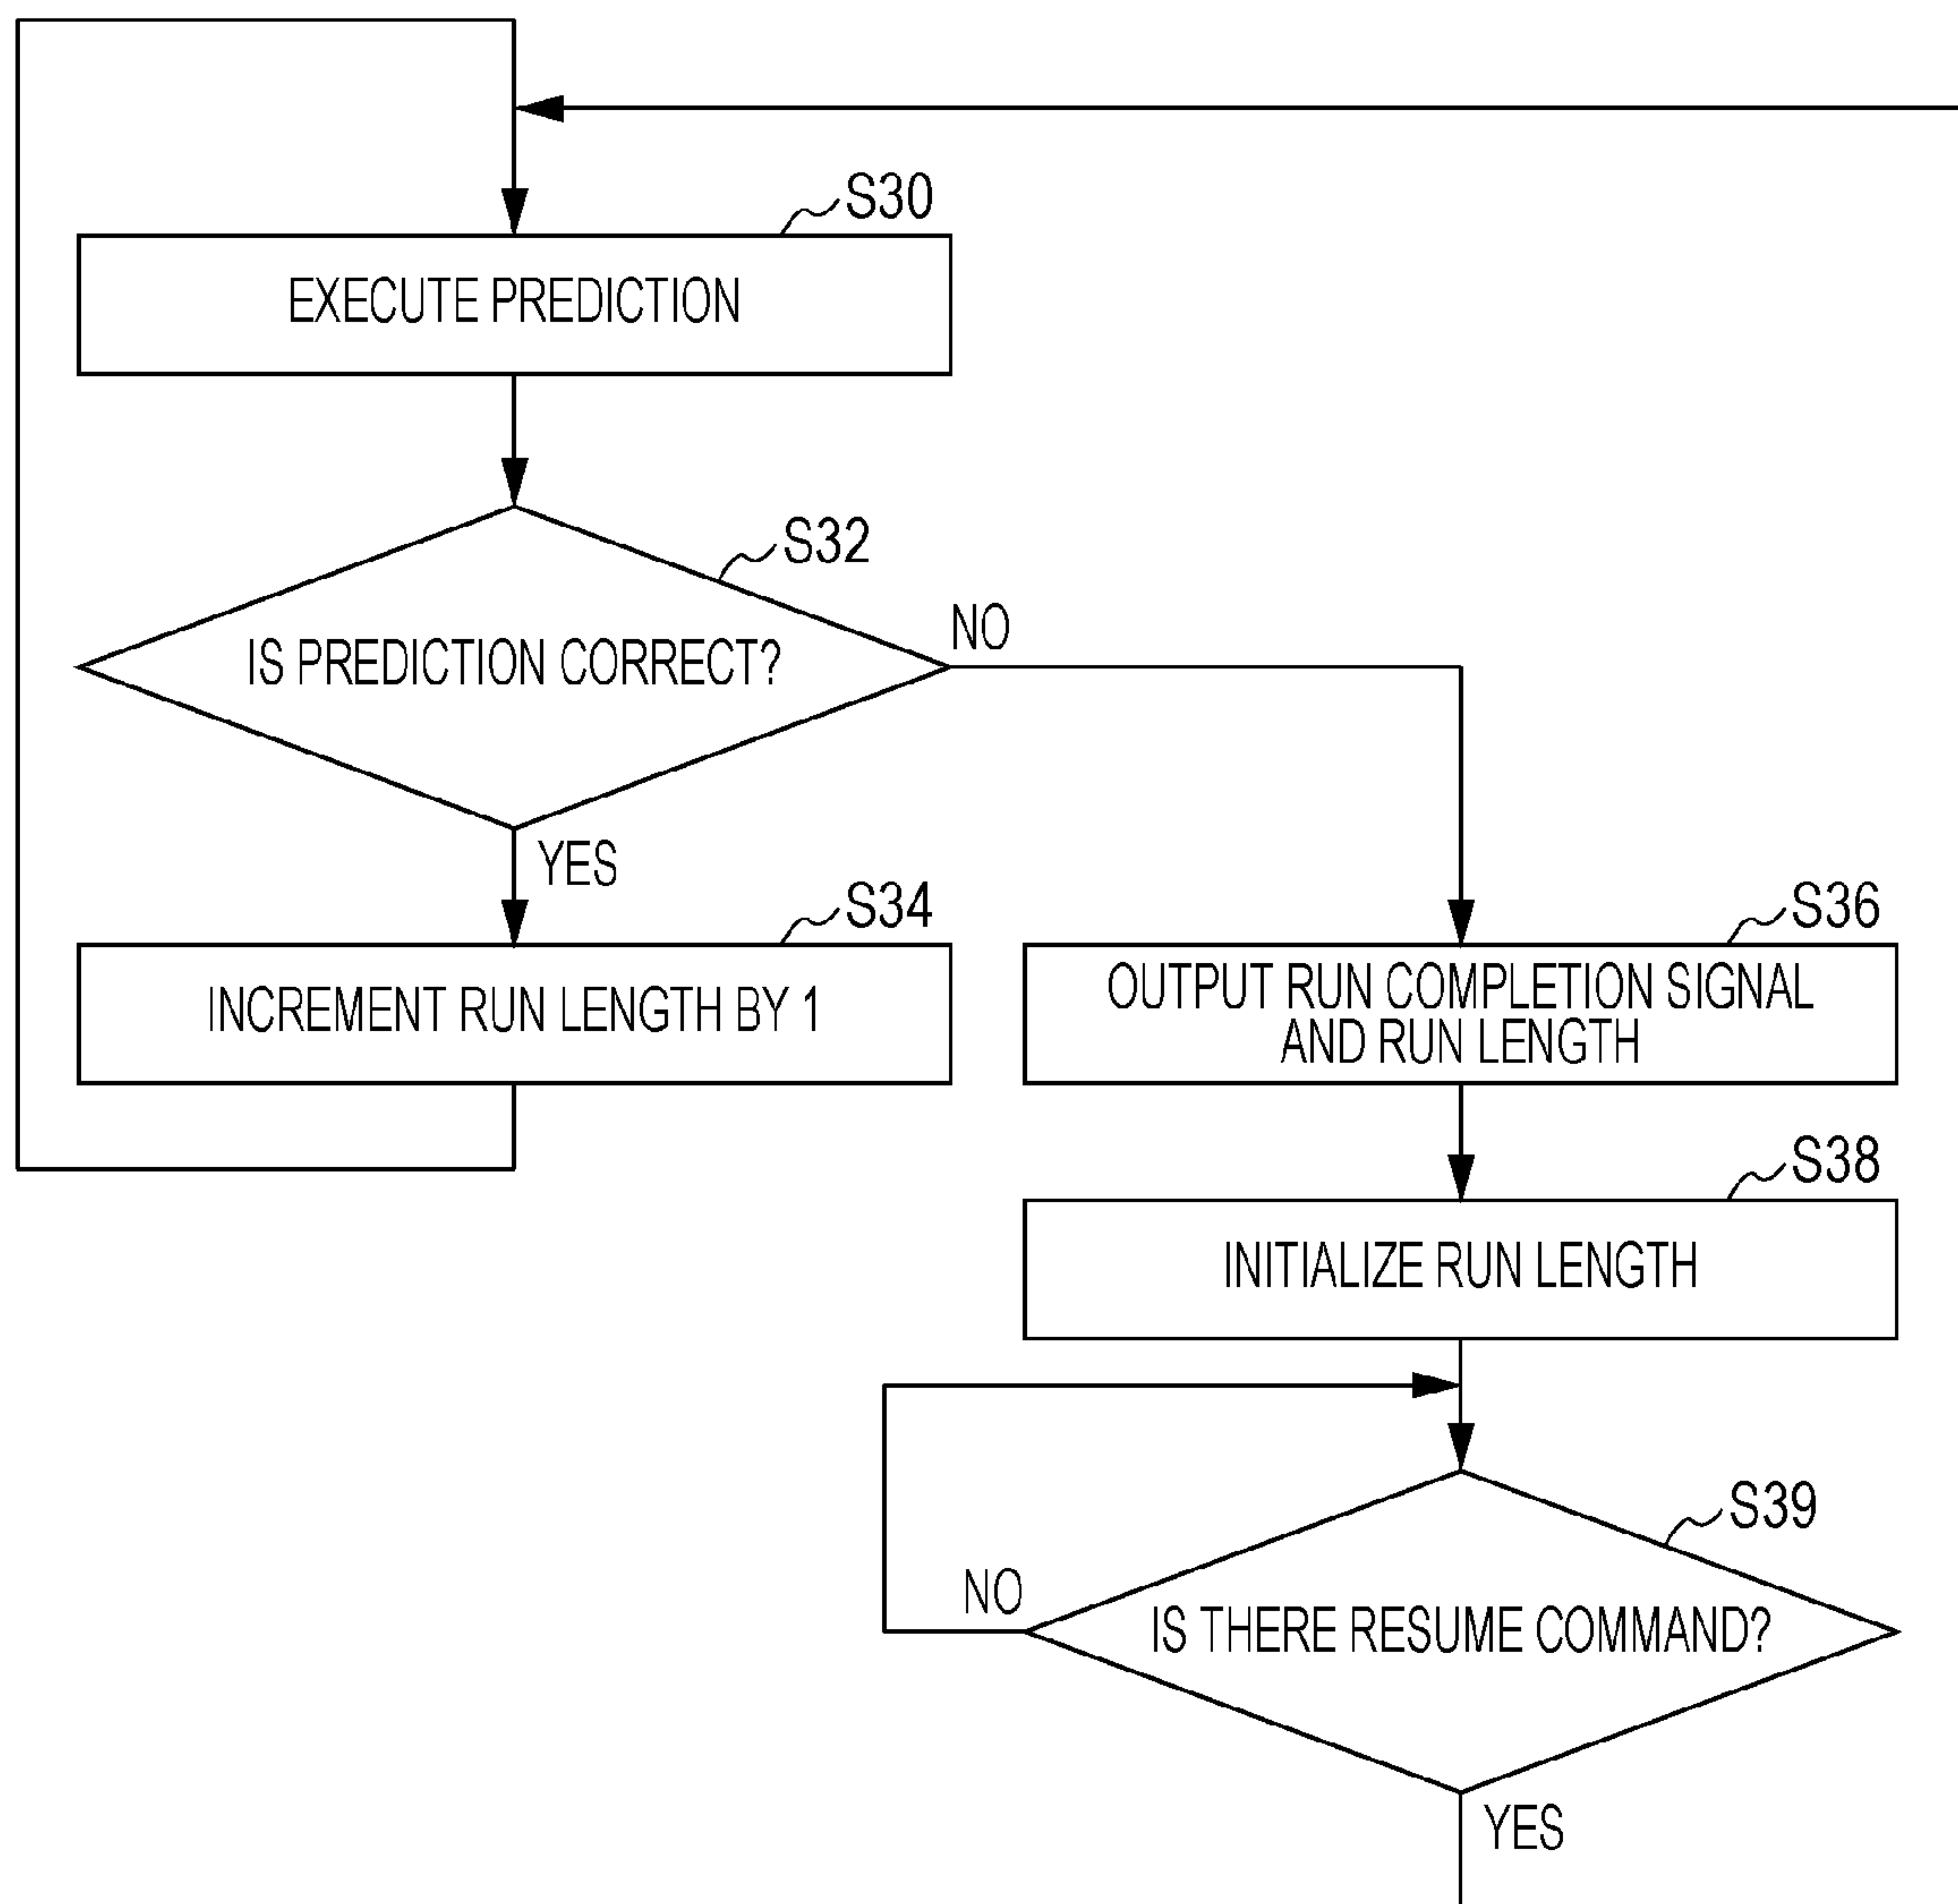 S30
EXECUTE PREDICTION
S32
IS PREDICTION CORRECT?
NO
YES
S34
INCREMENT RUN LENGTH BY 1
S36
OUTPUT RUN COMPLETION SIGNAL
AND RUN LENGTH
S38
INITIALIZE RUN LENGTH
S39
NO
IS THERE RESUME COMMAND?
YES